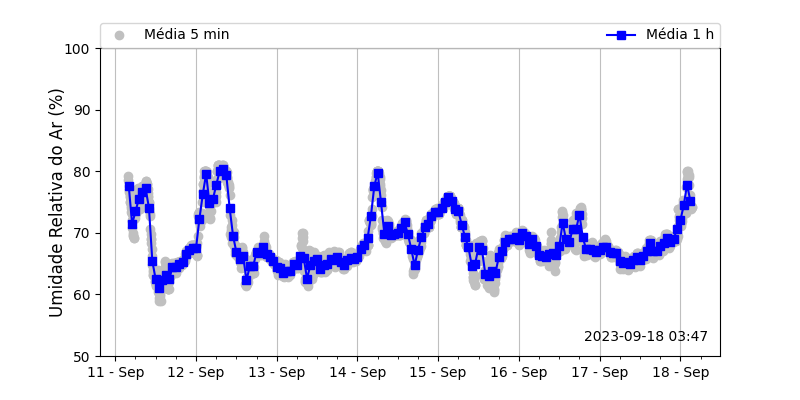 Média 5 min Média 1 h
100
90
80
70
60
50
Umidade Relativa do Ar (%)
2023-09-18 03:47
11 - Sep 12 - Sep 13 - Sep 14 - Sep 15 - Sep 16 - Sep 17 - Sep 18 - Sep